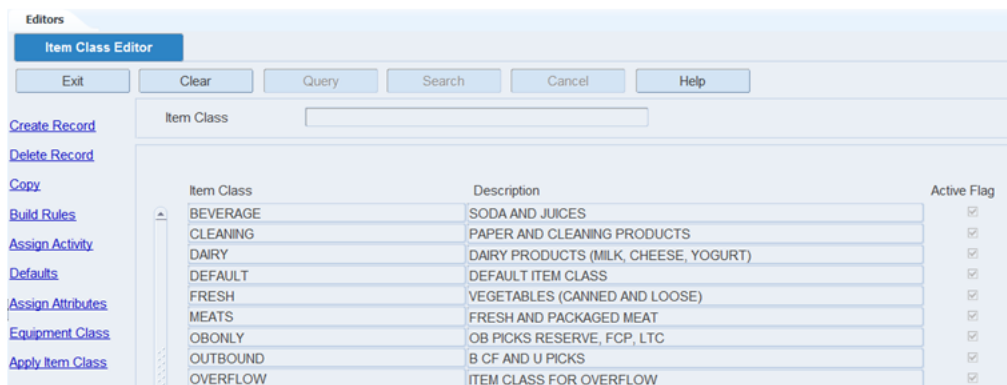 Editors
Item Class Editor
Exit Clear Query Search Cancel Help
Item Class
Create Record
Delete Record
Copy
Build Rules
Assign Activity
Defaults
Assign Attributes
Equipment Class
Apply Item Class
Item Class Description Active Flag
BEVERAGE SODA AND JUICES
CLEANING PAPER AND CLEANING PRODUCTS
DAIRY DAIRY PRODUCTS (MILK, CHEESE, YOGURT)
DEFAULT DEFAULT ITEM CLASS
FRESH VEGETABLES (CANNED AND LOOSE)
MEATS FRESH AND PACKAGED MEAT
OBONLY OB PICKS RESERVE, FCP, LTC
OUTBOUND B CF AND U PICKS
OVERFLOW ITEM CLASS FOR OVERFLOW